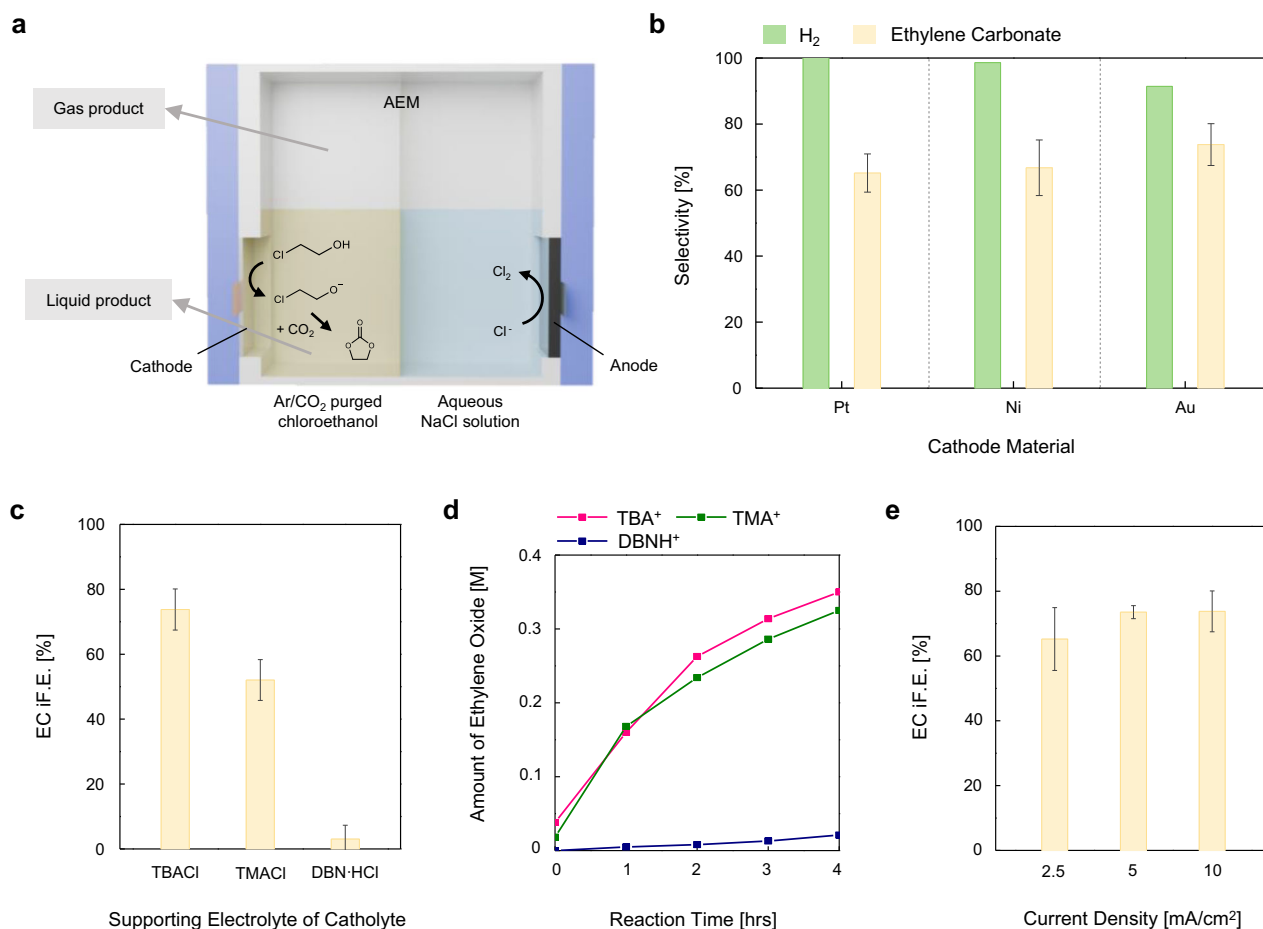 a
Gas product
AEM
Cl
OH
Cl
O⁻
+ CO₂
O
O
O
Cl₂
Cl⁻
Liquid product
Cathode
Anode
Ar/CO₂ purged
chloroethanol
Aqueous
NaCl solution
b
H₂
Ethylene Carbonate
Selectivity [%]
100
80
60
40
20
0
Pt
Ni
Au
Cathode Material
c
EC iF.E. [%]
100
80
60
40
20
0
TBACl
TMACl
DBN·HCl
Supporting Electrolyte of Catholyte
d
TBA⁺
TMA⁺
DBNH⁺
Amount of Ethylene Oxide [M]
0.4
0.3
0.2
0.1
0
0
1
2
3
4
Reaction Time [hrs]
e
EC iF.E. [%]
100
80
60
40
20
0
2.5
5
10
Current Density [mA/cm²]